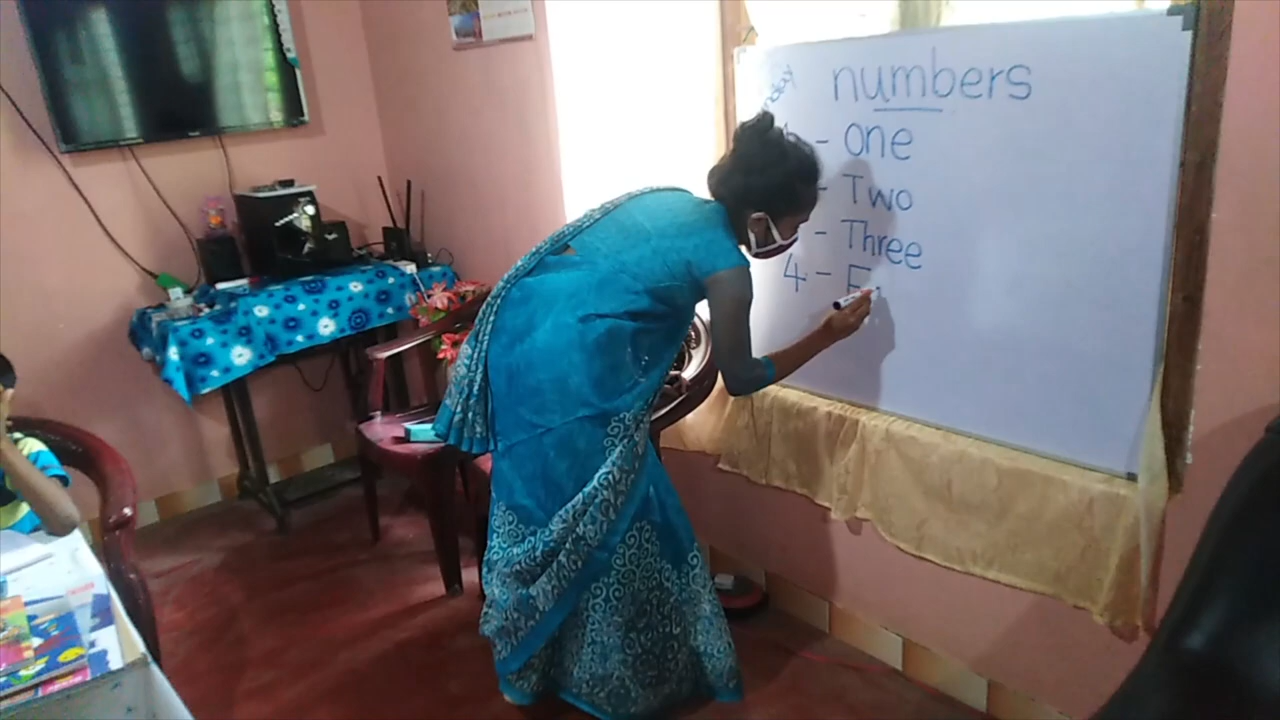 numbers
- one
- Two
- Three
4 - F